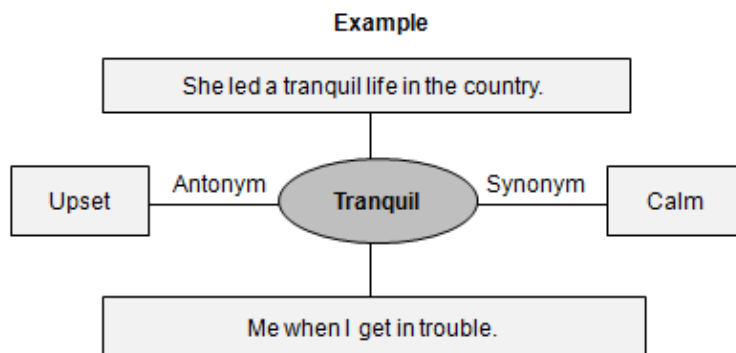 Example
She led a tranquil life in the country.
Upset
Antonym
Tranquil
Synonym
Calm
Me when I get in trouble.